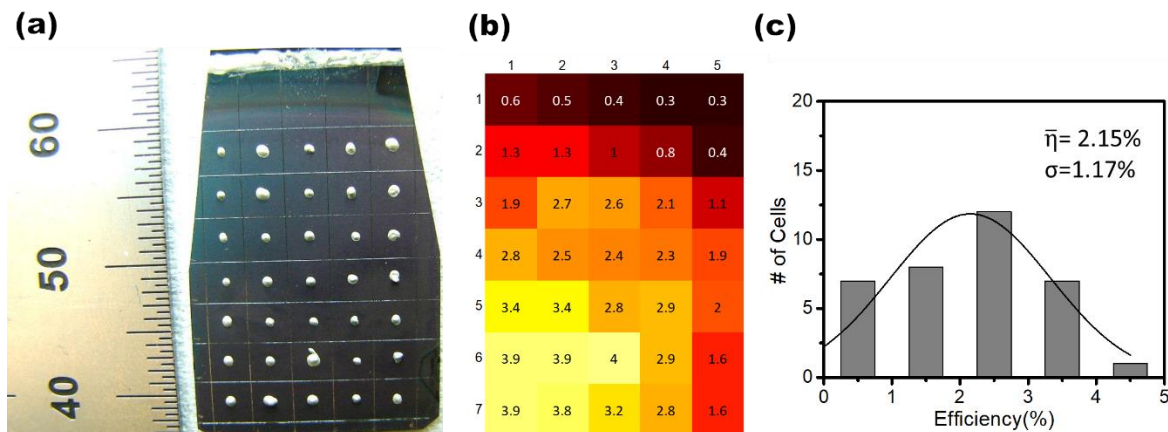 (a)
(b)
(c)
60
50
40
1 2 3 4 5
1 0.6 0.5 0.4 0.3 0.3
2 1.3 1.3 1 0.8 0.4
3 1.9 2.7 2.6 2.1 1.1
4 2.8 2.5 2.4 2.3 1.9
5 3.4 3.4 2.8 2.9 2
6 3.9 3.9 4 2.9 1.6
7 3.9 3.8 3.2 2.8 1.6
20
15
10
5
0
# of Cells
η̅= 2.15%
σ=1.17%
0 1 2 3 4 5
Efficiency(%)